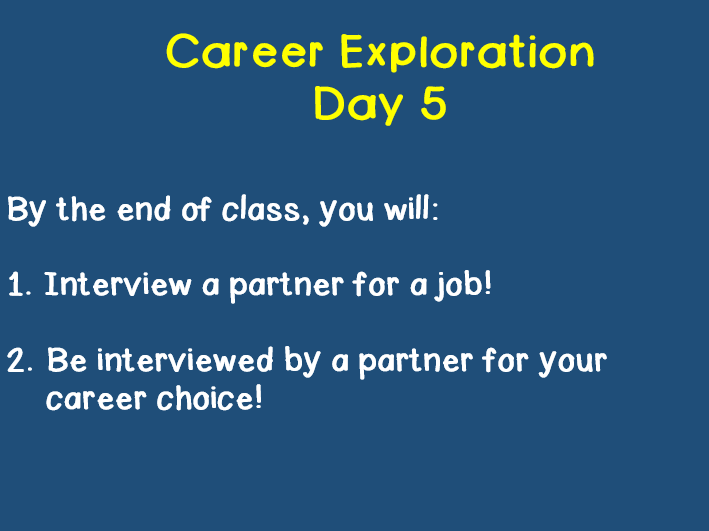 Career Exploration
Day 5
By the end of class, you will:
1. Interview a partner for a job!
2. Be interviewed by a partner for your
career choice!